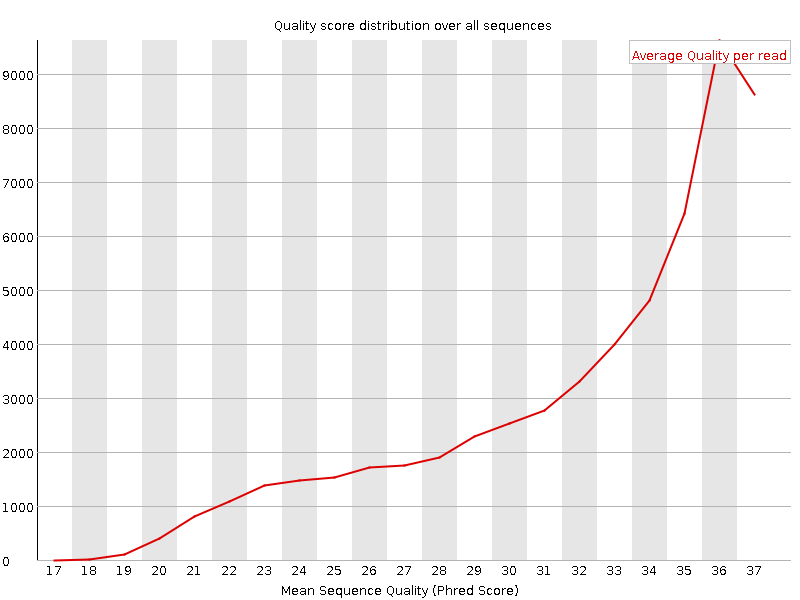 Quality score distribution over all sequences
Average Quality per read
9000
8000
7000
6000
5000
4000
3000
2000
1000
0
17 18 19 20 21 22 23 24 25 26 27 28 29 30 31 32 33 34 35 36 37
Mean Sequence Quality (Phred Score)